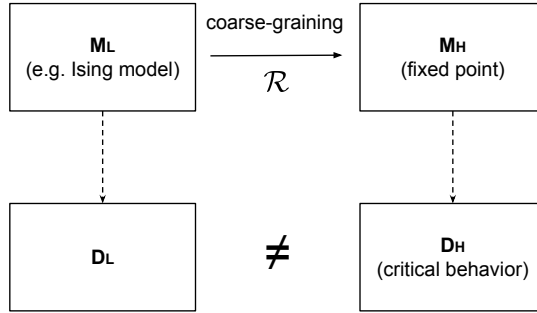 coarse-graining
ML
(e.g. Ising model)
MH
(fixed point)
R
DL
≠
DH
(critical behavior)